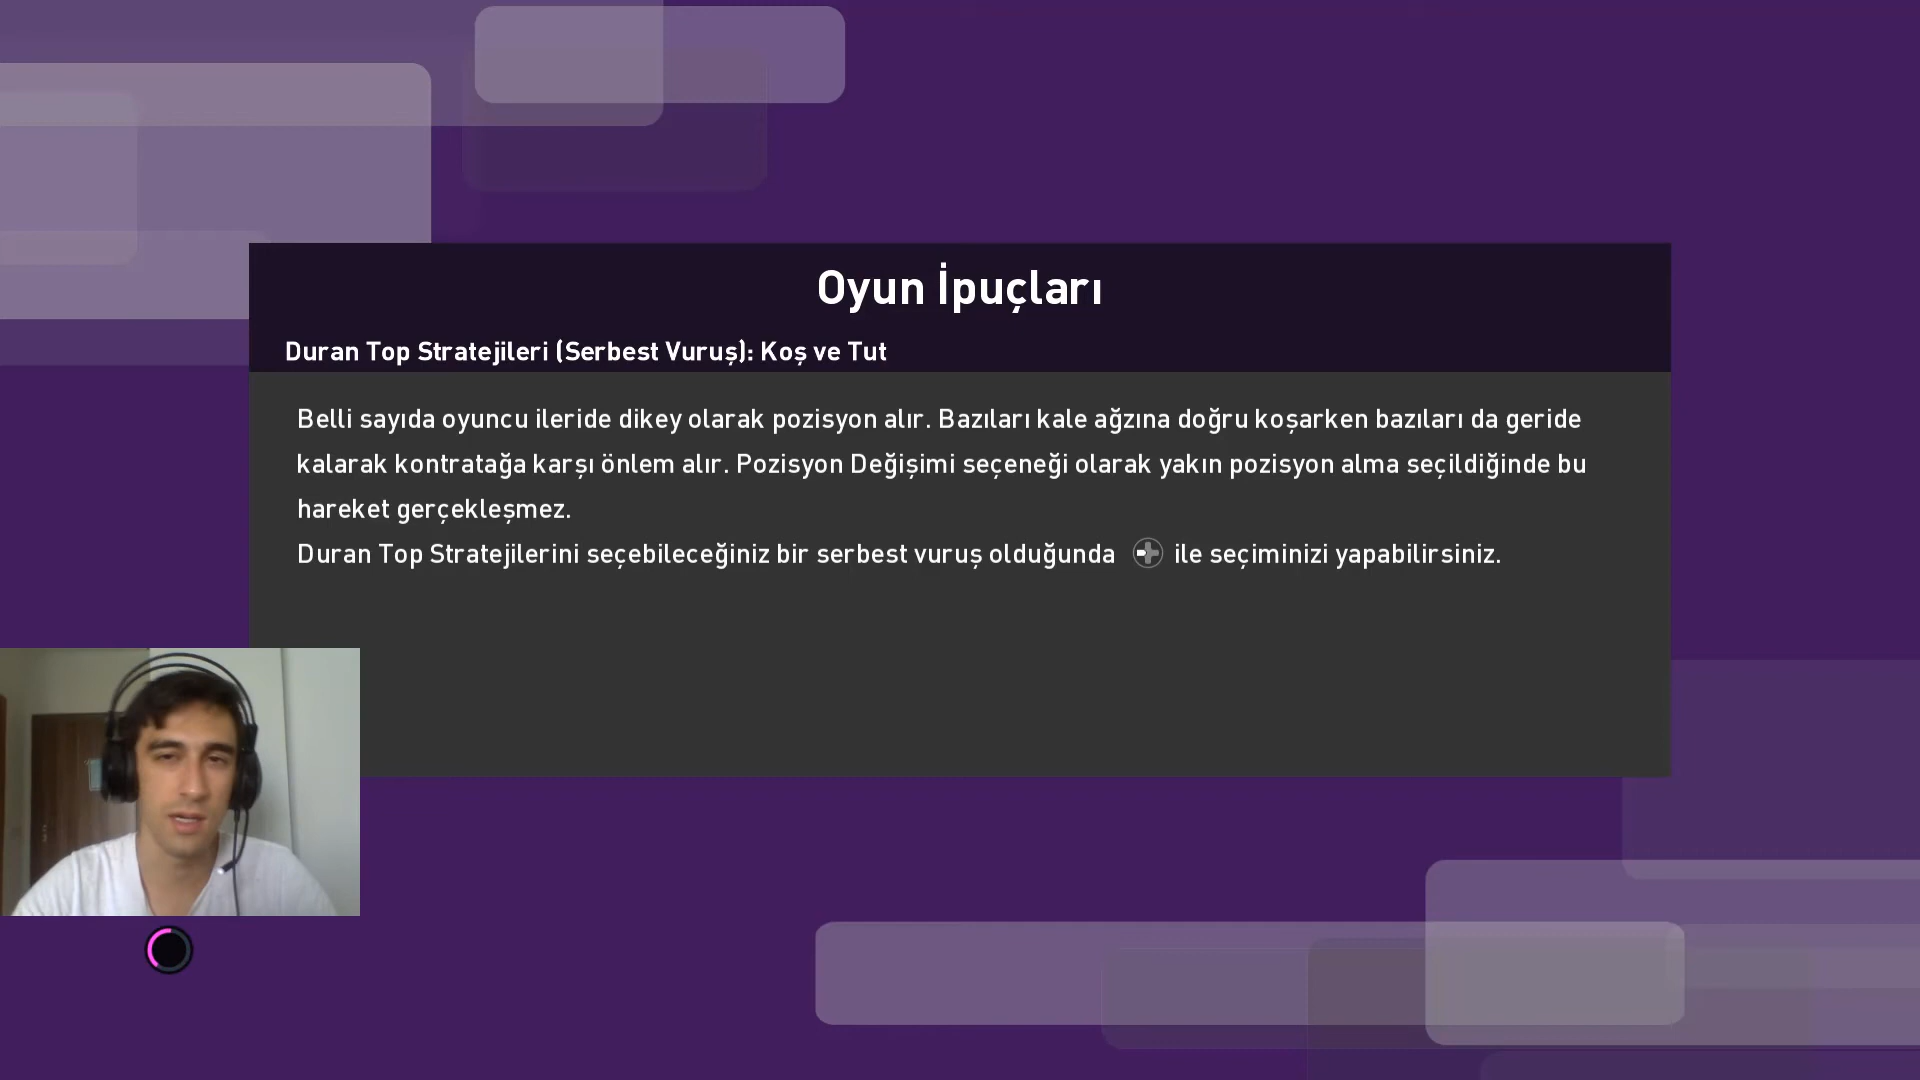 Oyun İpuçları
Duran Top Stratejileri (Serbest Vuruş): Koş ve Tut
Belli sayıda oyuncu ileride dikey olarak pozisyon alır. Bazıları kale ağzına doğru koşarken bazıları da geride
kalarak kontratağa karşı önlem alır. Pozisyon Değişimi seçeneği olarak yakın pozisyon alma seçildiğinde bu
hareket gerçekleşmez.
Duran Top Stratejilerini seçebileceğiniz bir serbest vuruş olduğunda ile seçiminizi yapabilirsiniz.